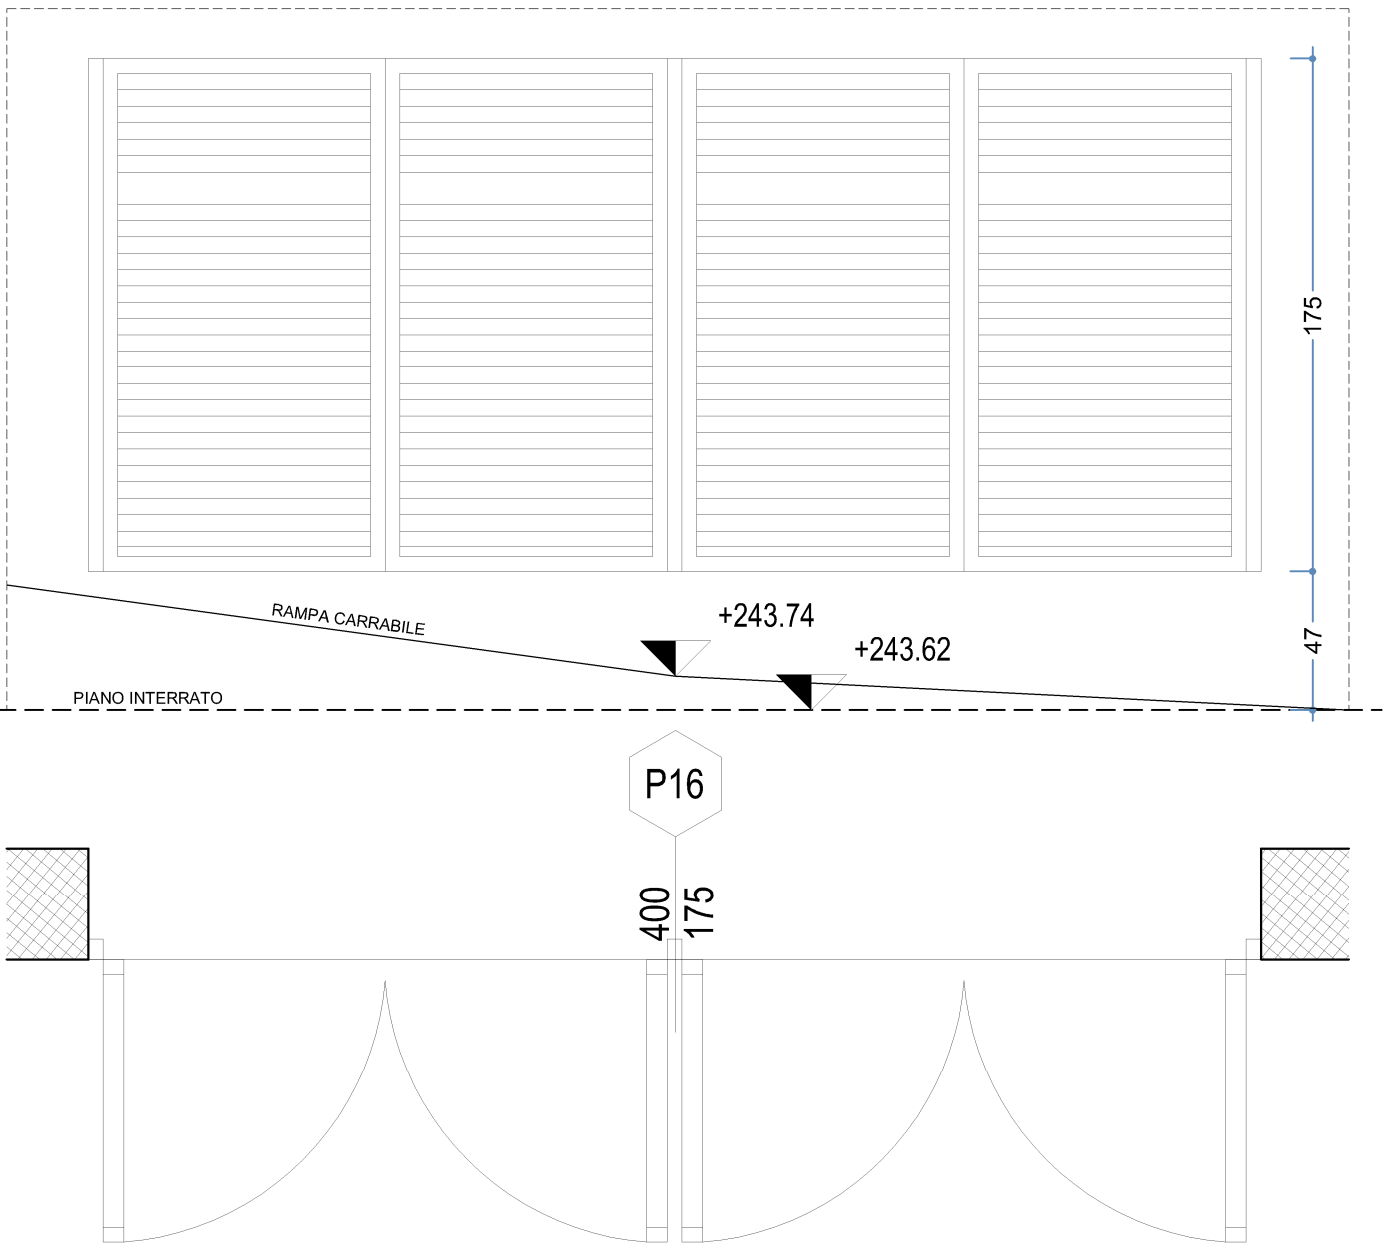 175
RAMPA CARRABILE
+243.74
47
+243.62
PIANO INTERRATO
P16
400
175